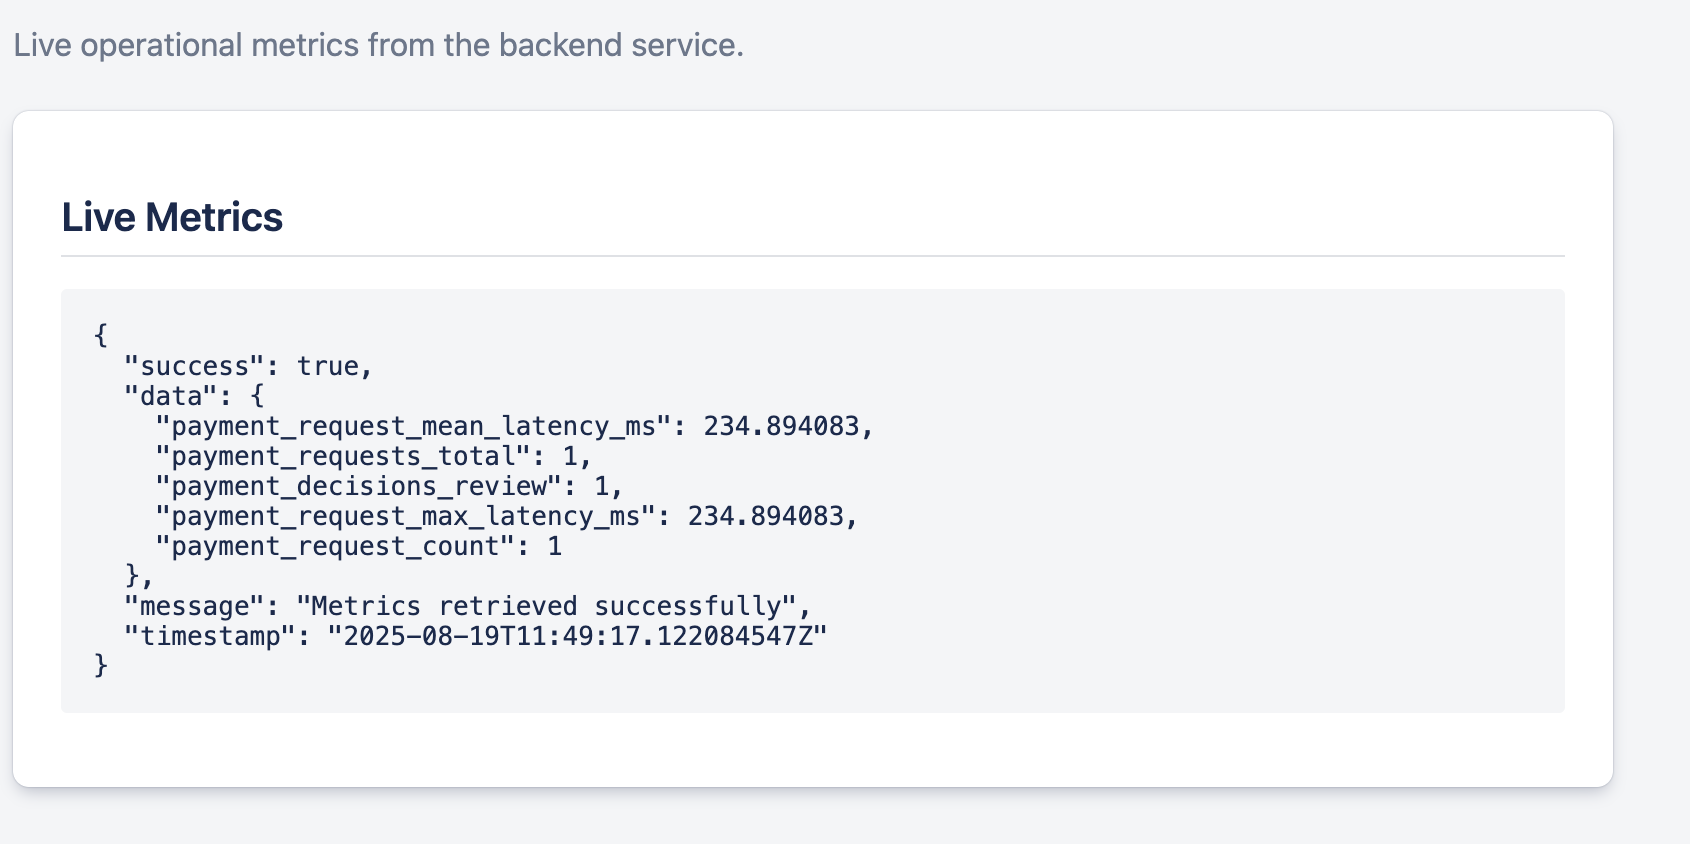 Live operational metrics from the backend service.
Live Metrics
{
  "success": true,
  "data": {
    "payment_request_mean_latency_ms": 234.894083,
    "payment_requests_total": 1,
    "payment_decisions_review": 1,
    "payment_request_max_latency_ms": 234.894083,
    "payment_request_count": 1
  },
  "message": "Metrics retrieved successfully",
  "timestamp": "2025-08-19T11:49:17.122084547Z"
}